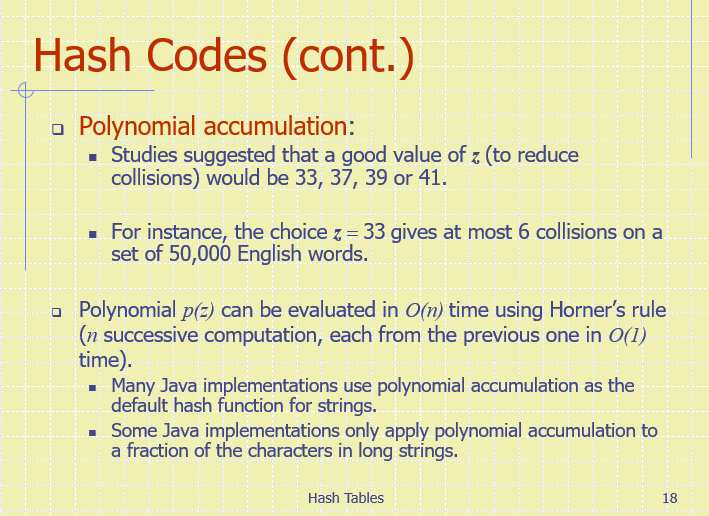 Hash Codes (cont.)
Polynomial accumulation:
Studies suggested that a good value of z (to reduce
collisions) would be 33, 37, 39 or 41.
For instance, the choice z = 33 gives at most 6 collisions on a
set of 50,000 English words.
Polynomial p(z) can be evaluated in O(n) time using Horner’s rule
(n successive computation, each from the previous one in O(1)
time).
Many Java implementations use polynomial accumulation as the
default hash function for strings.
Some Java implementations only apply polynomial accumulation to
a fraction of the characters in long strings.
Hash Tables
18